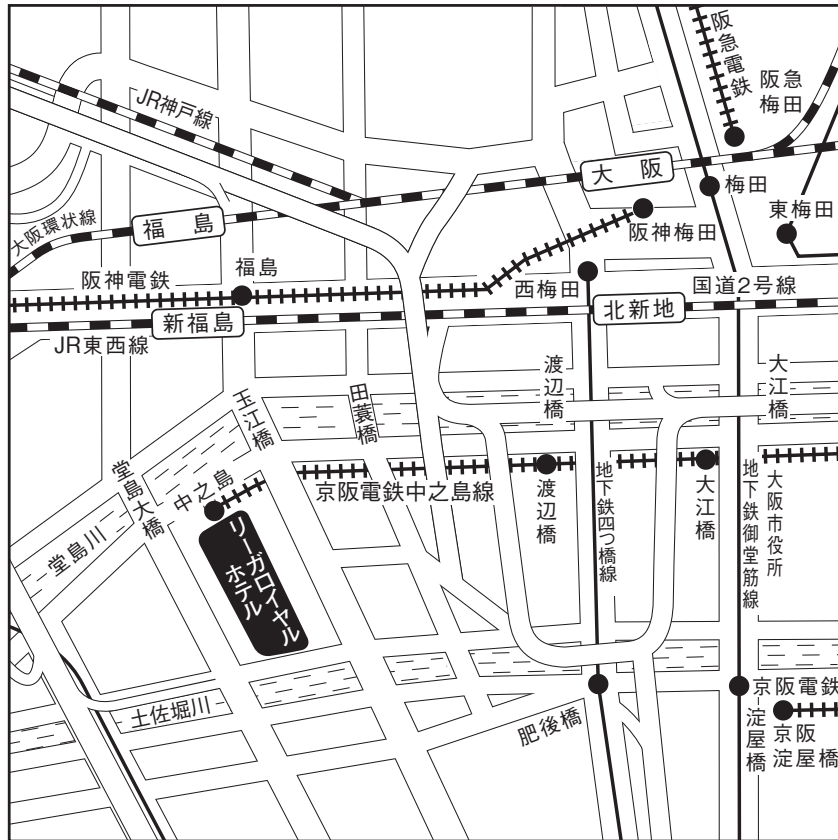 阪急電鉄
阪急
梅田
JR神戸線
大阪
梅田
東梅田
福島
阪神梅田
大阪環状線
福島
阪神電鉄
西梅田
国道2号線
新福島
北新地
JR東西線
渡辺橋
大江橋
玉江橋
田蓑橋
堂島大橋
中之島
京阪電鉄中之島線
渡辺橋
地下鉄四つ橋線
大江橋
地下鉄御堂筋線
大阪市役所
堂島川
リーガロイヤル
ホテル
土佐堀川
肥後橋
京阪電鉄
淀屋橋
京阪
淀屋橋